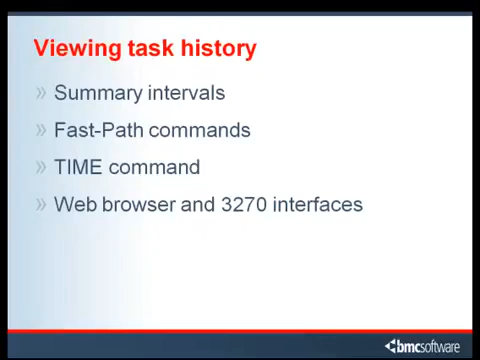 Viewing task history
» Summary intervals
» Fast-Path commands
» TIME command
» Web browser and 3270 interfaces
bmcsoftware